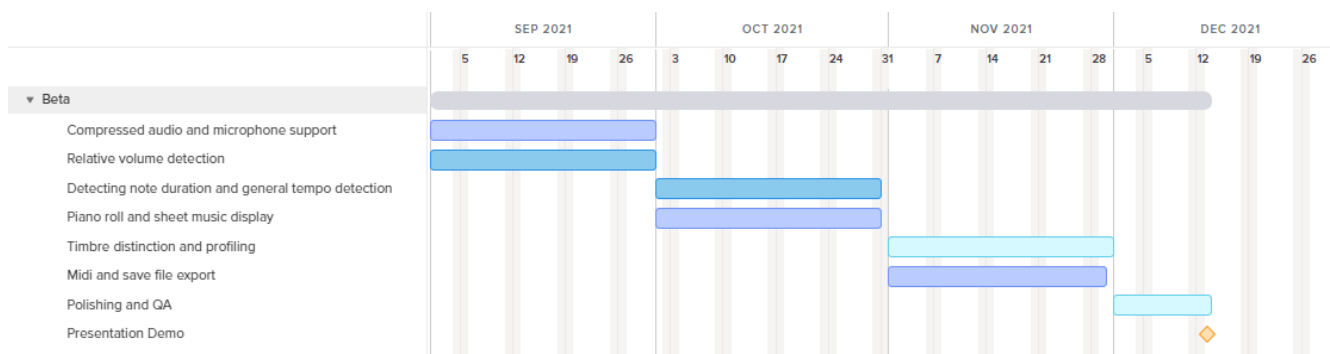 SEP 2021 OCT 2021 NOV 2021 DEC 2021
5 12 19 26 3 10 17 24 31 7 14 21 28 5 12 19 26
Beta
Compressed audio and microphone support
Relative volume detection
Detecting note duration and general tempo detection
Piano roll and sheet music display
Timbre distinction and profiling
Midi and save file export
Polishing and QA
Presentation Demo